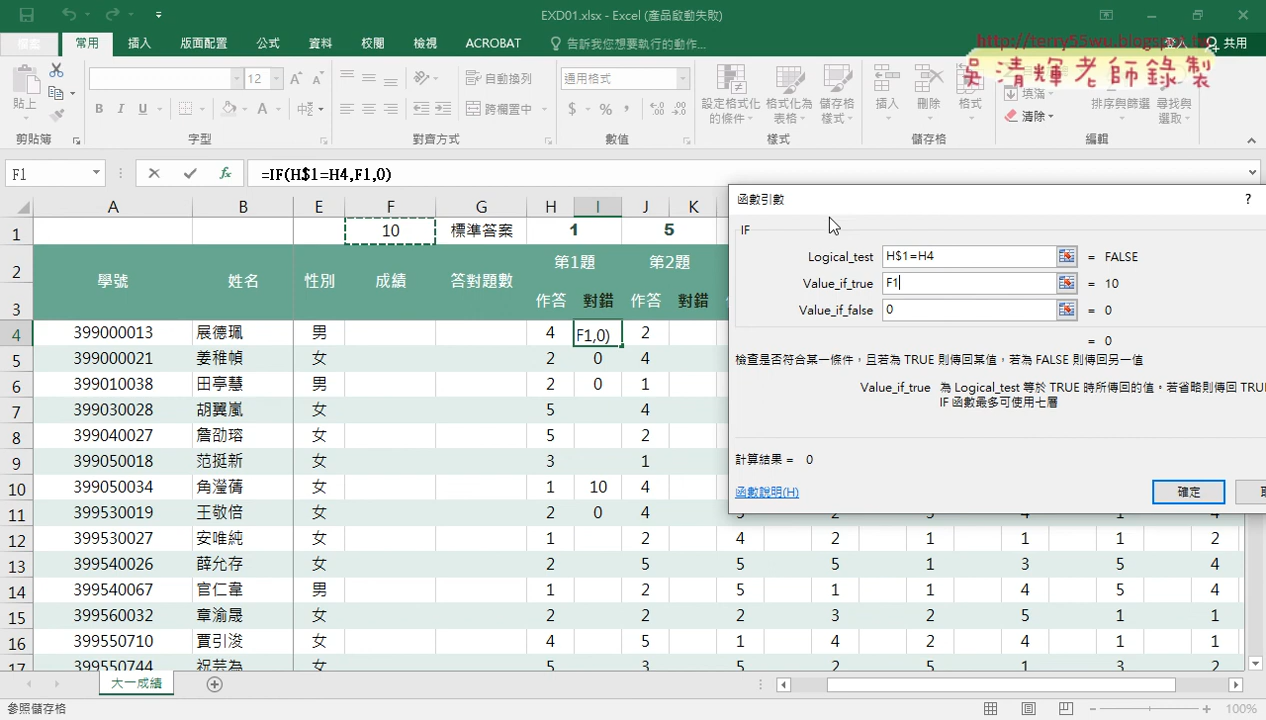 EXD01.xlsx - Excel (產品啟動失敗)
http://terry55wu.blogspot.tw
吳清輝老師錄製
檔案 常用 插入 版面配置 公式 資料 校閱 檢視 ACROBAT 告訴我您想要執行的動作... 登入 共用
貼上 12 自動換列 通用格式 設定格式化的條件 格式化為表格 儲存格樣式 插入 刪除 格式 填滿 清除 排序與篩選 尋找與選取
B I U A 中 跨欄置中 $ % ,
剪貼簿 字型 對齊方式 數值 樣式 儲存格 編輯
F1 fx =IF(H$1=H4,F1,0)
A B E F G H I J K
1 10 標準答案 1 5
2 學號 姓名 性別 成績 答對題數 第1題 第2題
3 作答 對錯 作答 對錯
4 399000013 展德珮 男 4 F1,0) 2
5 399000021 姜稚幀 女 2 0 4
6 399010038 田亭慧 男 2 0 1
7 399030028 胡翼嵐 女 5 4
8 399040027 詹劭瑢 女 5 2
9 399050018 范挺新 女 3 1
10 399050034 角瀅蒨 女 1 10 4
11 399530019 王敬倍 女 2 0 4
12 399530027 安唯純 女 1 2 4 2 1 1 1 2
13 399540026 薛允存 女 2 5 5 5 1 3 5 4
14 399540067 官仁韋 男 1 2 5 1 1 4 5 4
15 399560032 章渝晟 女 2 2 2 3 2 5 1 1
16 399550710 賈引浚 女 4 5 1 4 2 4 1 1
17 399550744 祝芸為 女 5 3 5 2 5 1 3 2
函數引數 ?
IF
Logical_test H$1=H4 = FALSE
Value_if_true F1 = 10
Value_if_false 0 = 0
= 0
檢查是否符合某一條件，且若為 TRUE 則傳回某值，若為 FALSE 則傳回另一值
Value_if_true 為 Logical_test 等於 TRUE 時所傳回的值。若省略則傳回 TRU
IF 函數最多可使用七層
計算結果 = 0
函數說明(H) 確定
大一成績
參照儲存格 100%